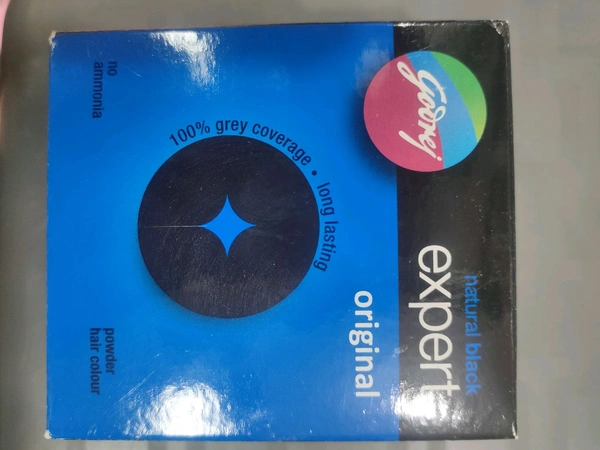 Godrej
natural black
expert
original
100% grey coverage • long lasting
no
ammonia
powder
hair colour